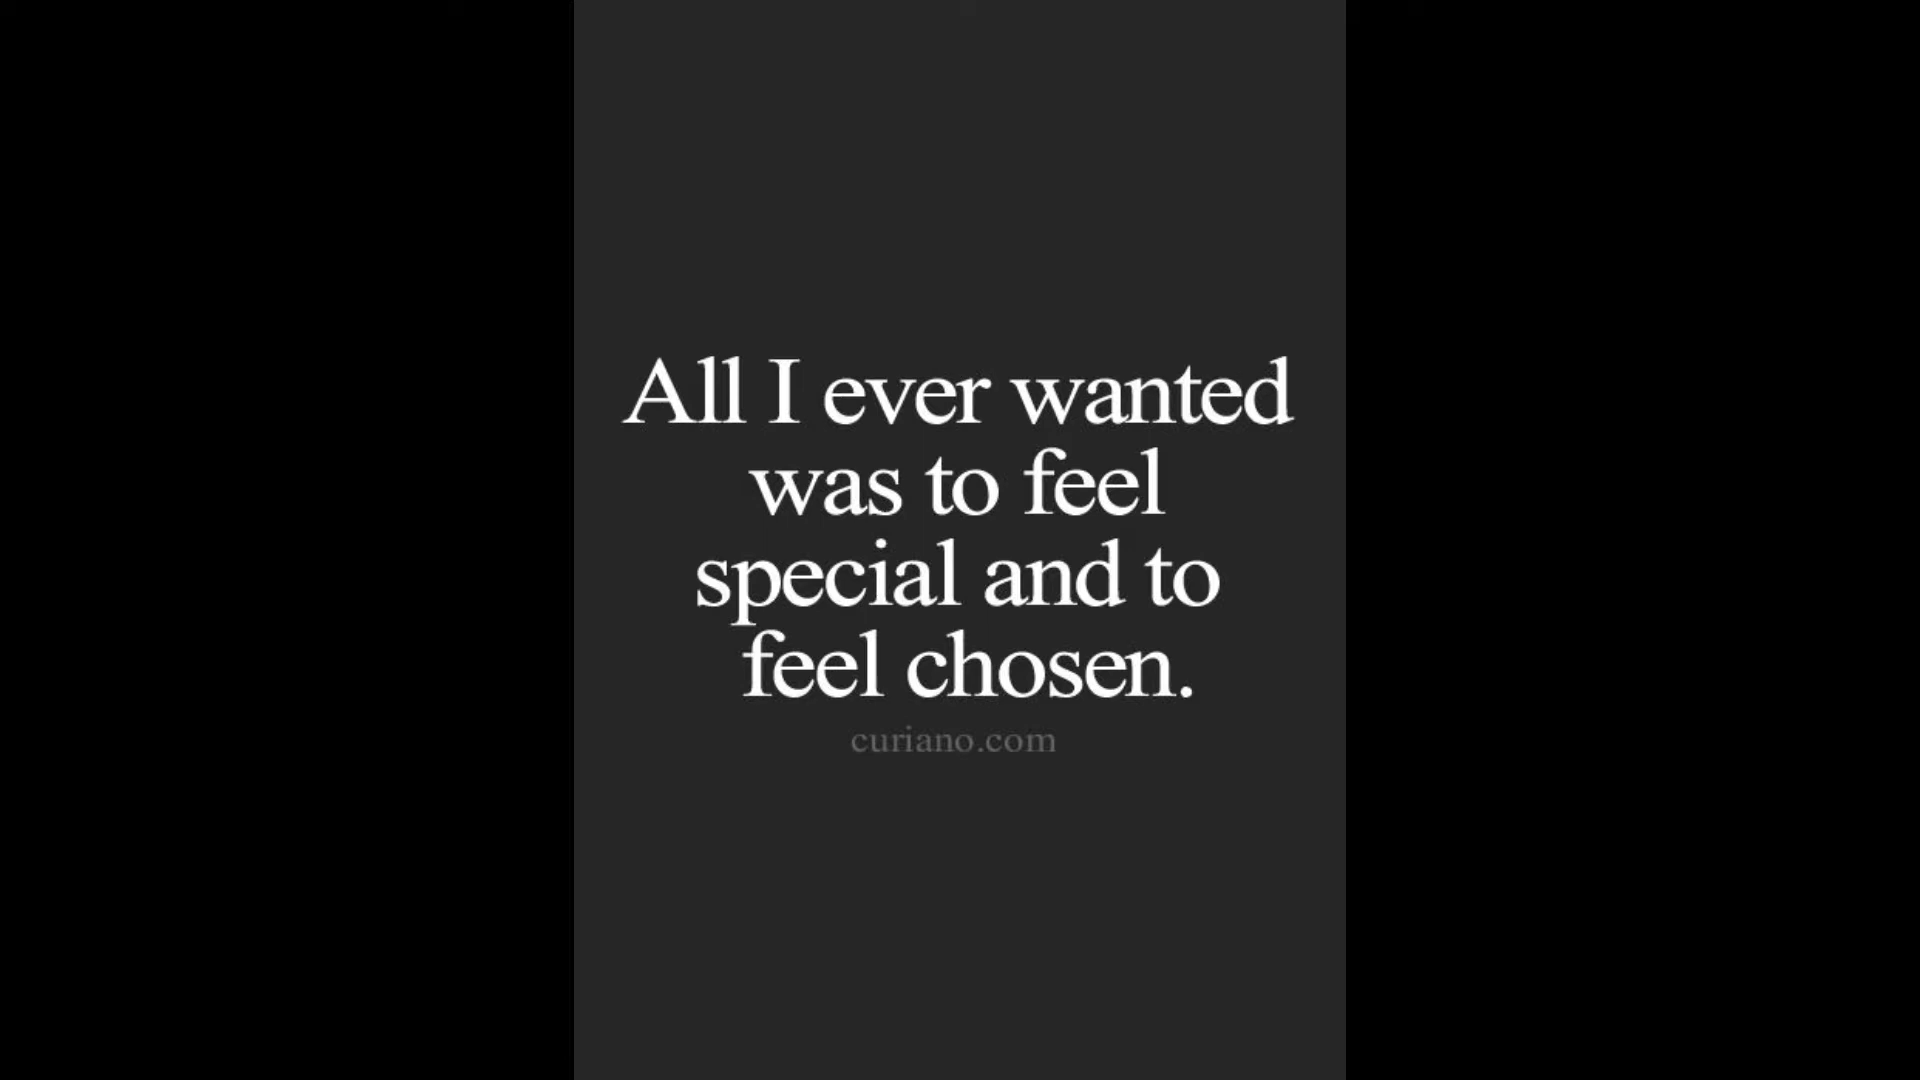 All I ever wanted
was to feel
special and to
feel chosen.
curiano.com